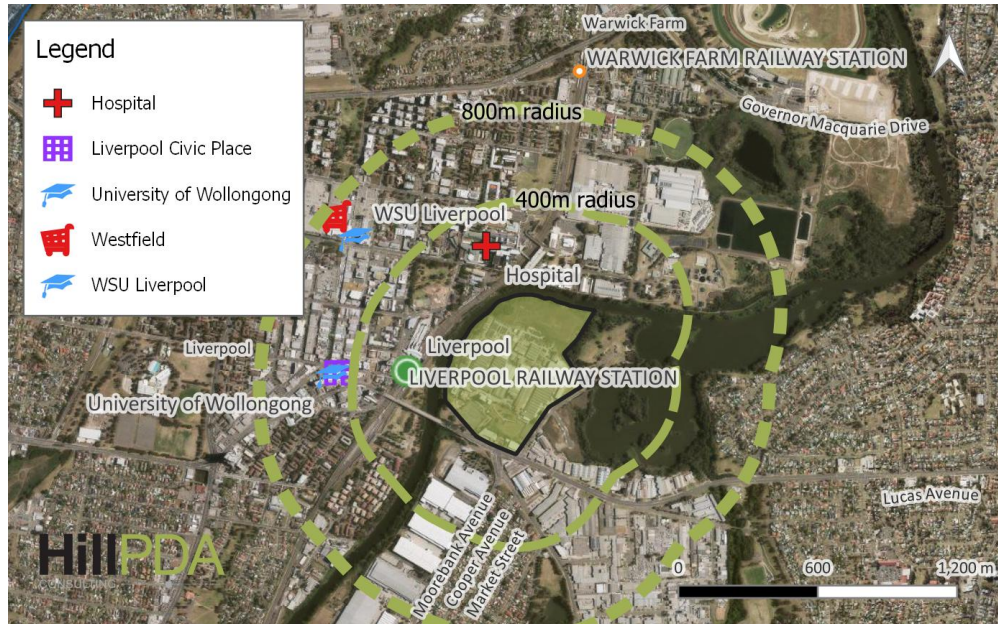 Legend
Hospital
Liverpool Civic Place
University of Wollongong
Westfield
WSU Liverpool
Warwick Farm
WARWICK FARM RAILWAY STATION
Governor Macquarie Drive
800m radius
400m radius
WSU Liverpool
Hospital
Liverpool
Liverpool
LIVERPOOL RAILWAY STATION
University of Wollongong
Lucas Avenue
Moorebank Avenue
Cooper Avenue
Market Street
HillPDA
CONSULTING
0 600 1,200 m